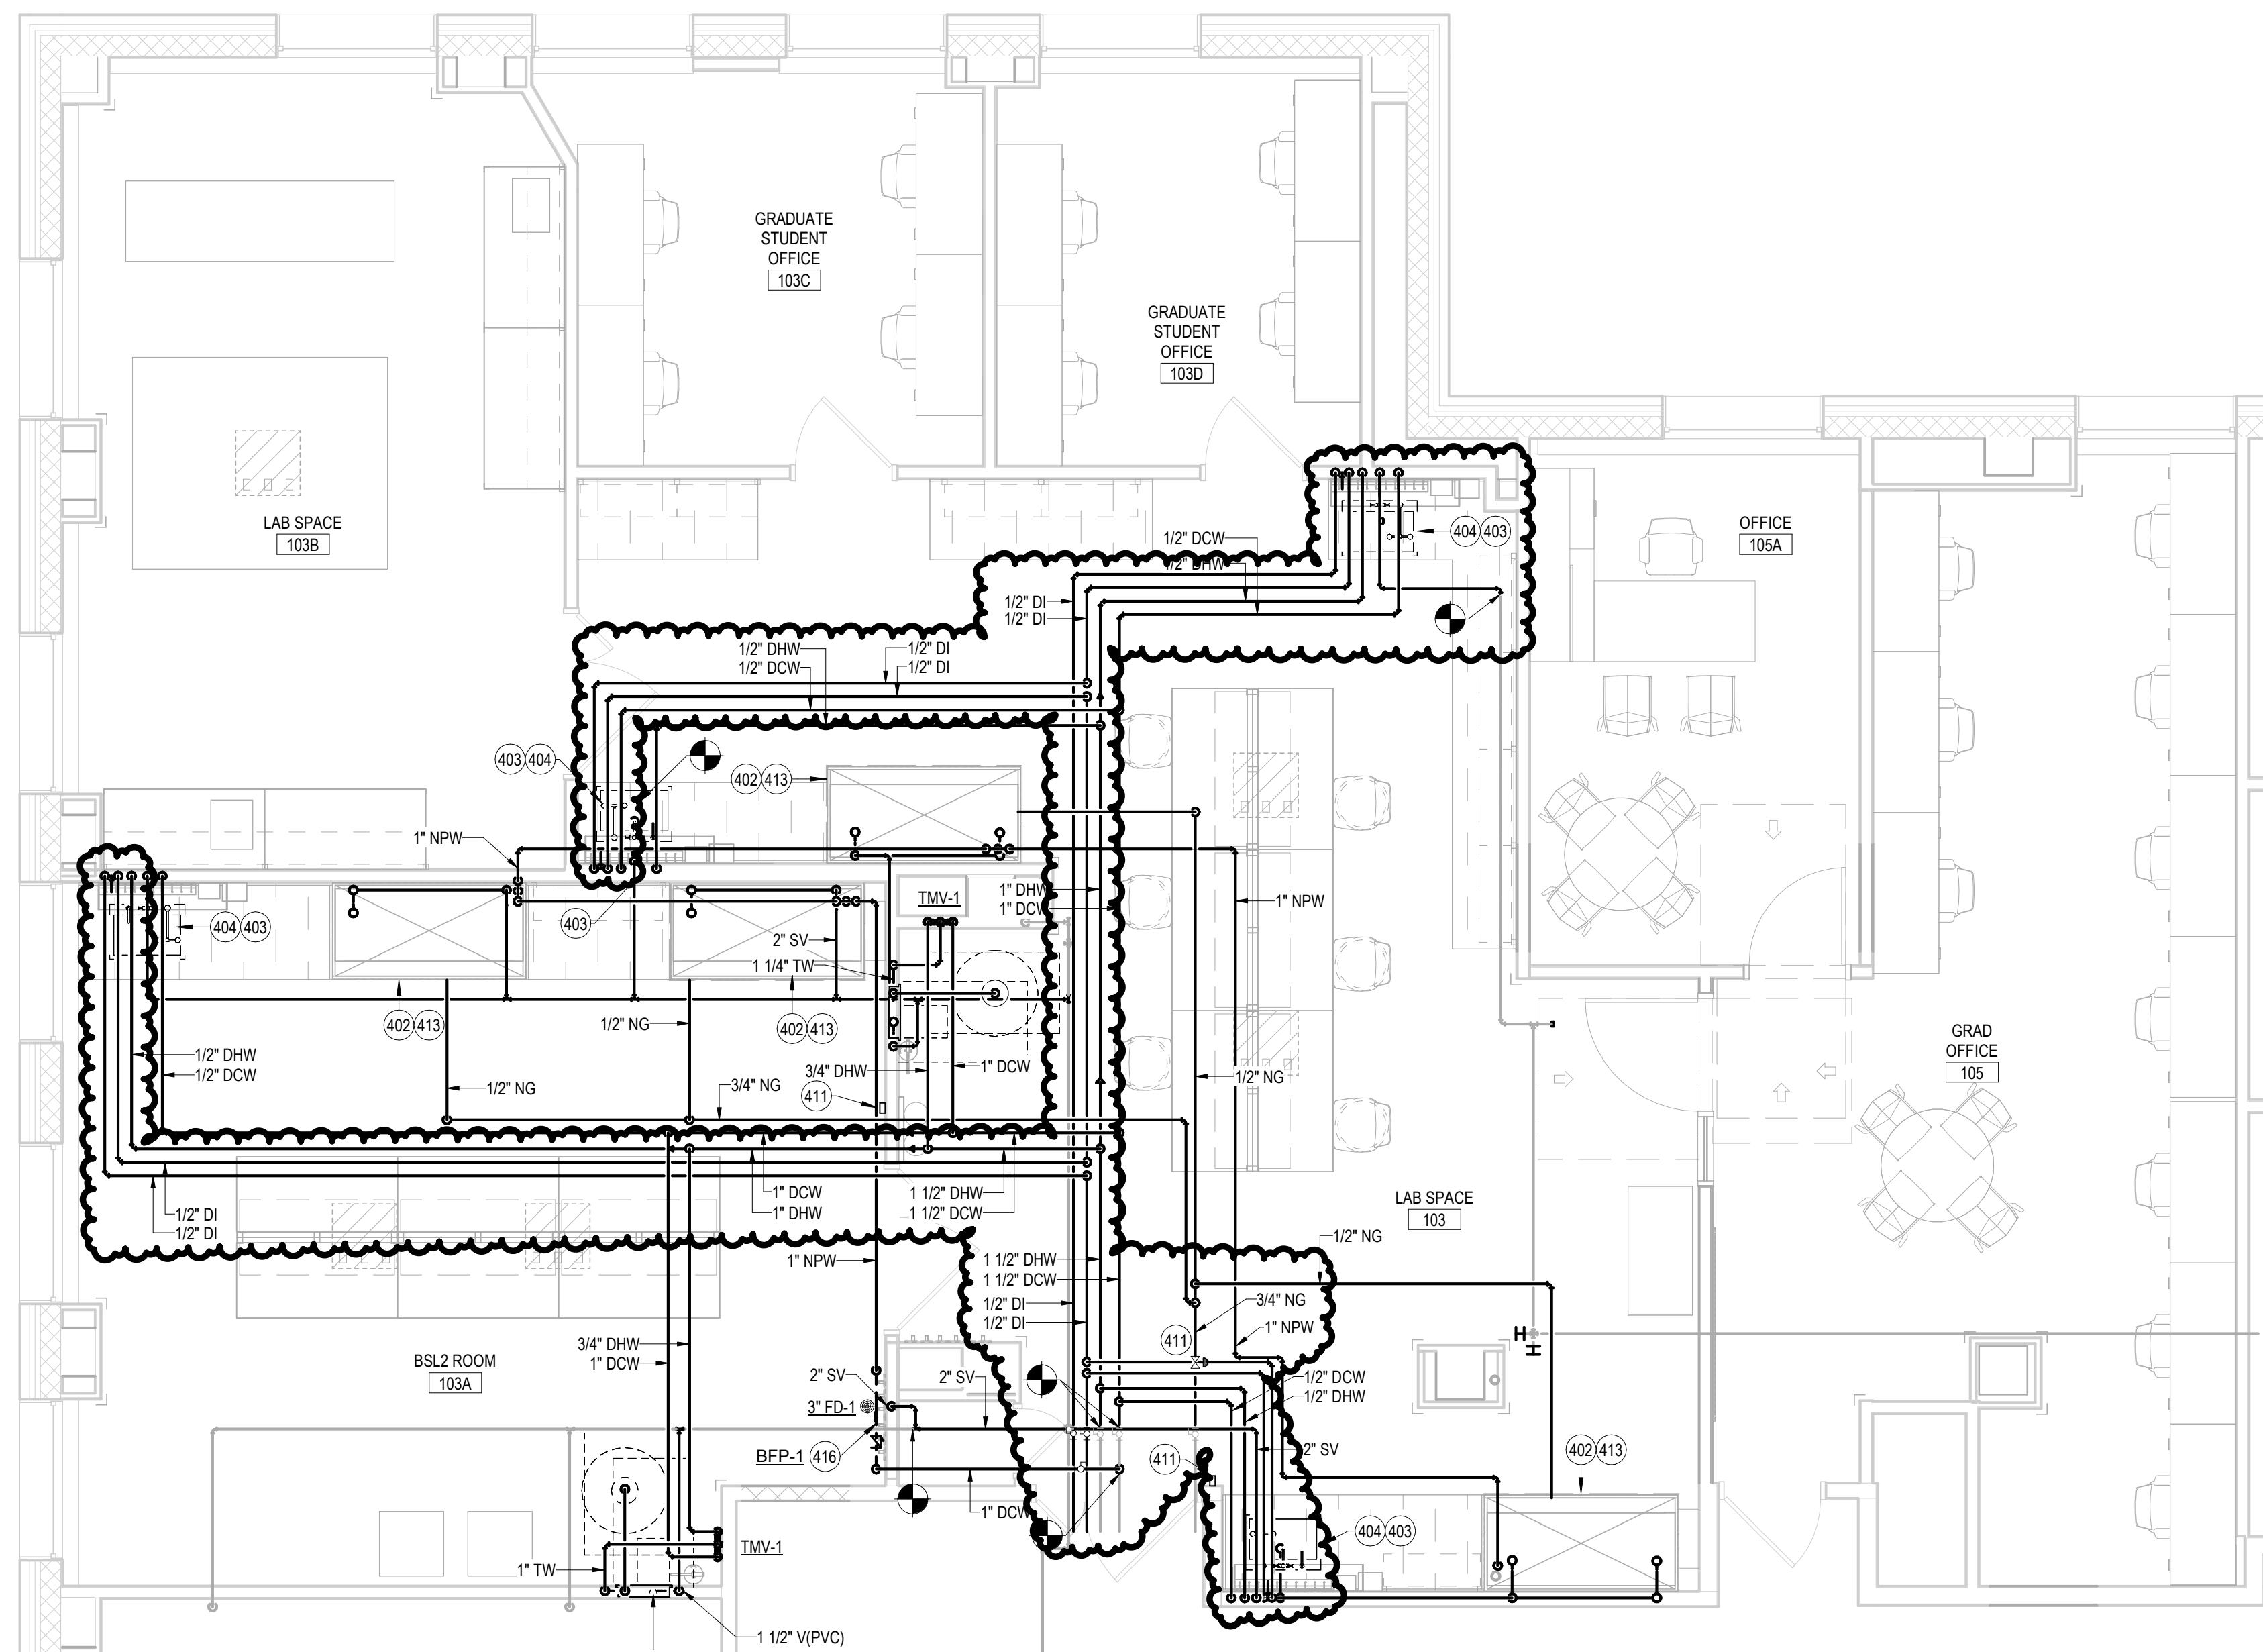 GRADUATE
STUDENT
OFFICE
103C
GRADUATE
STUDENT
OFFICE
103D
LAB SPACE
103B
OFFICE
105A
404 403
1/2" DCW
1/2" DHW
1/2" DI
1/2" DI
1/2" DHW
1/2" DCW
1/2" DI
1/2" DI
403 404
402 413
1" NPW
1" DHW
1" DCW
1" NPW
TMV-1
404 403
403
2" SV
1 1/4" TW
402 413
1/2" NG
402 413
1/2" DHW
1/2" DCW
1/2" NG
3/4" NG
3/4" DHW
1" DCW
411
1/2" NG
GRAD
OFFICE
105
1" DCW
1" DHW
1 1/2" DHW
1 1/2" DCW
1/2" DI
1/2" DI
LAB SPACE
103
1" NPW
1 1/2" DHW
1 1/2" DCW
1/2" DI
1/2" DI
1/2" NG
3/4" NG
1" NPW
411
3/4" DHW
1" DCW
BSL2 ROOM
103A
2" SV
2" SV
3" FD-1
BFP-1 416
1/2" DCW
1/2" DHW
2" SV
411
402 413
1" DCW
404 403
TMV-1
1" TW
1 1/2" V(PVC)
H
H